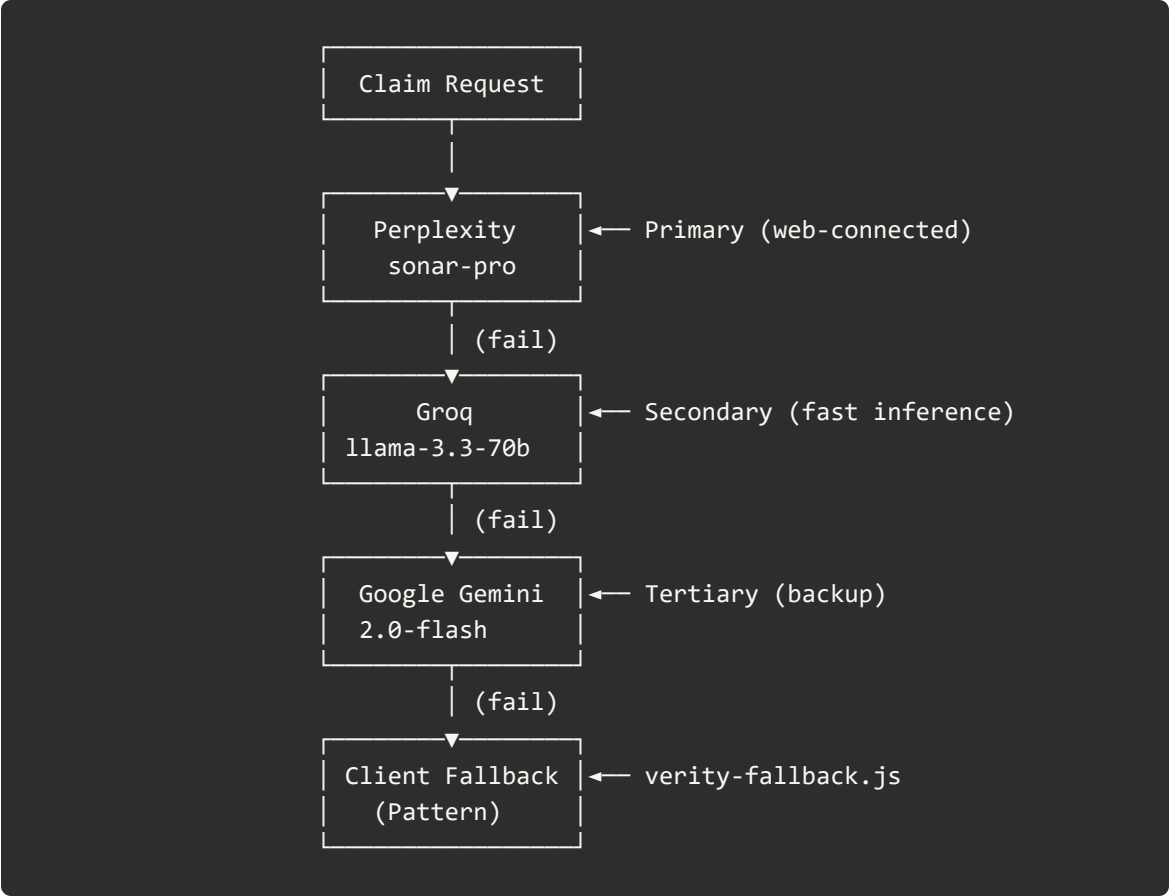 Claim Request
Perplexity
sonar-pro
Primary (web-connected)
(fail)
Groq
llama-3.3-70b
Secondary (fast inference)
(fail)
Google Gemini
2.0-flash
Tertiary (backup)
(fail)
Client Fallback
(Pattern)
verity-fallback.js